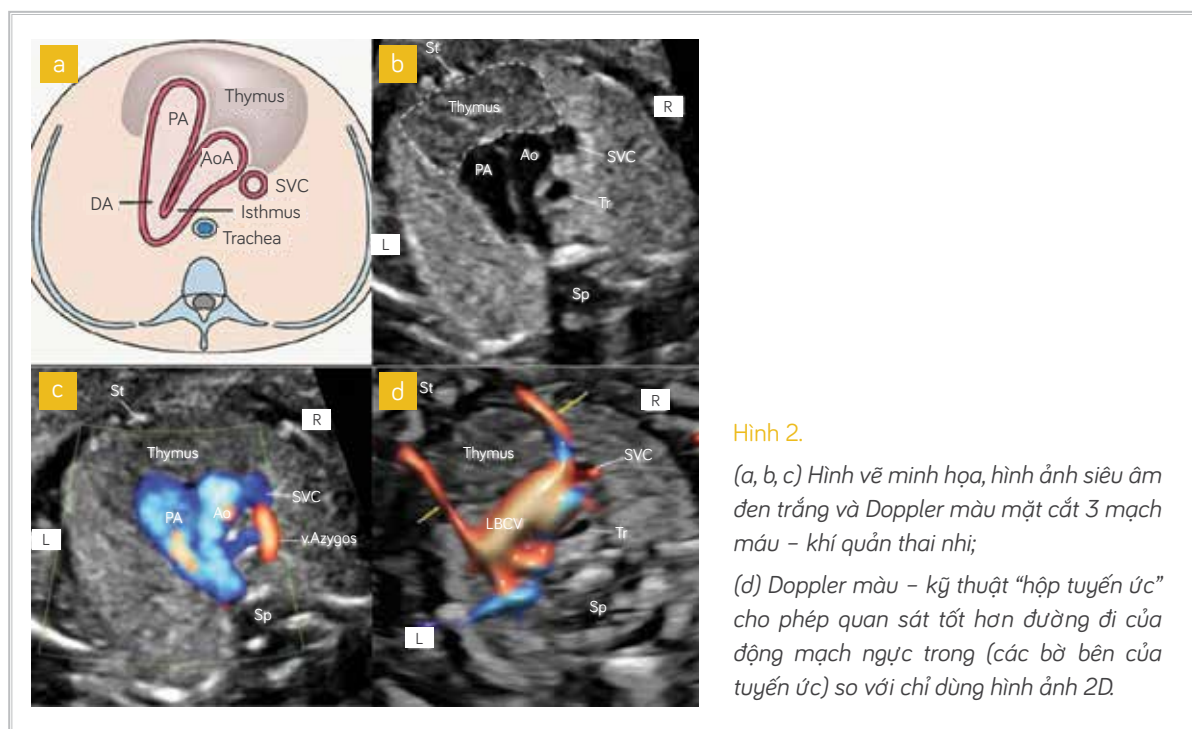 a
Thymus
PA
AoA
SVC
DA
Isthmus
Trachea
St
b
Thymus
R
Ao
PA
SVC
Tr
L
Sp
c
St
R
Thymus
SVC
Ao
PA
L
v.Azygos
Sp
d
St
R
Thymus
SVC
LBCV
Tr
Sp
L
Hình 2.
(a, b, c) Hình vẽ minh họa, hình ảnh siêu âm
đen trắng và Doppler màu mặt cắt 3 mạch
máu – khí quản thai nhi;
(d) Doppler màu – kỹ thuật “hộp tuyến ức”
cho phép quan sát tốt hơn đường đi của
động mạch ngực trong (các bờ bên của
tuyến ức) so với chỉ dùng hình ảnh 2D.